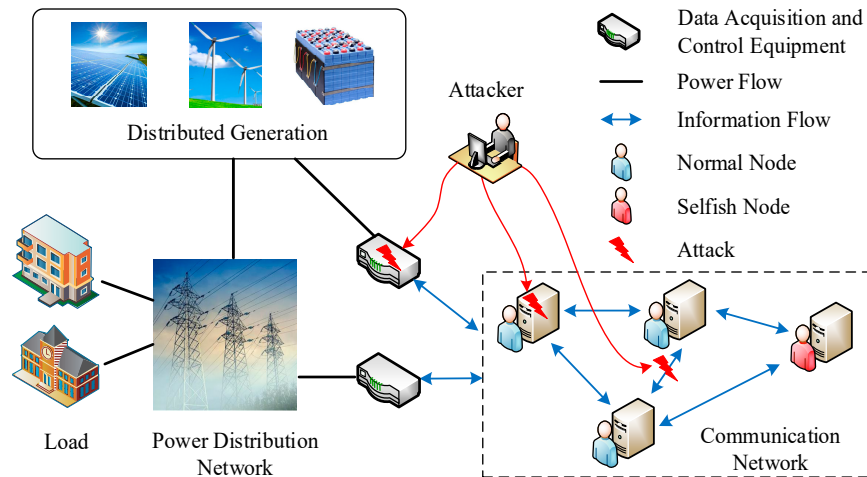 Distributed Generation
Attacker
Data Acquisition
and
Control Equipment
Power Flow
Information Flow
Normal Node
Selfish Node
Attack
Load
Power Distribution
Network
Communication
Network